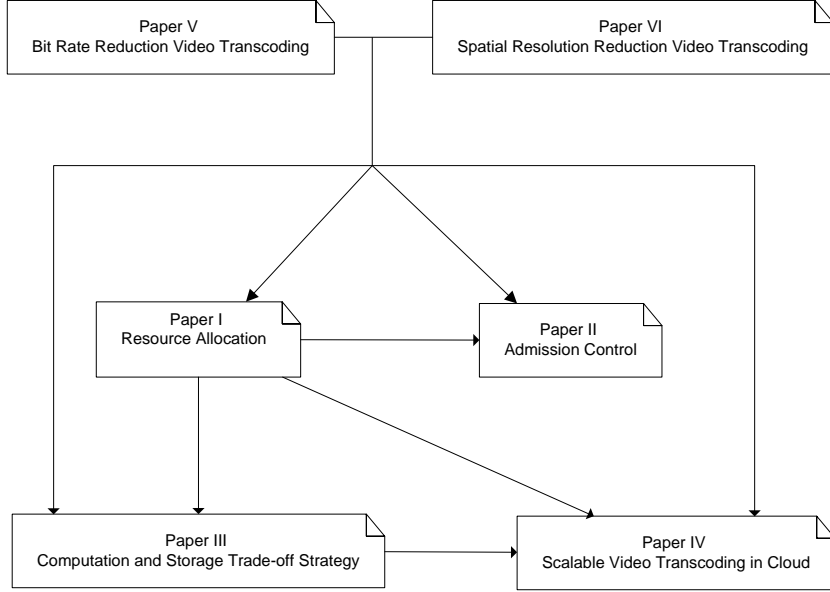 Paper V
Bit Rate Reduction Video Transcoding
Paper VI
Spatial Resolution Reduction Video Transcoding
Paper I
Resource Allocation
Paper II
Admission Control
Paper III
Computation and Storage Trade-off Strategy
Paper IV
Scalable Video Transcoding in Cloud